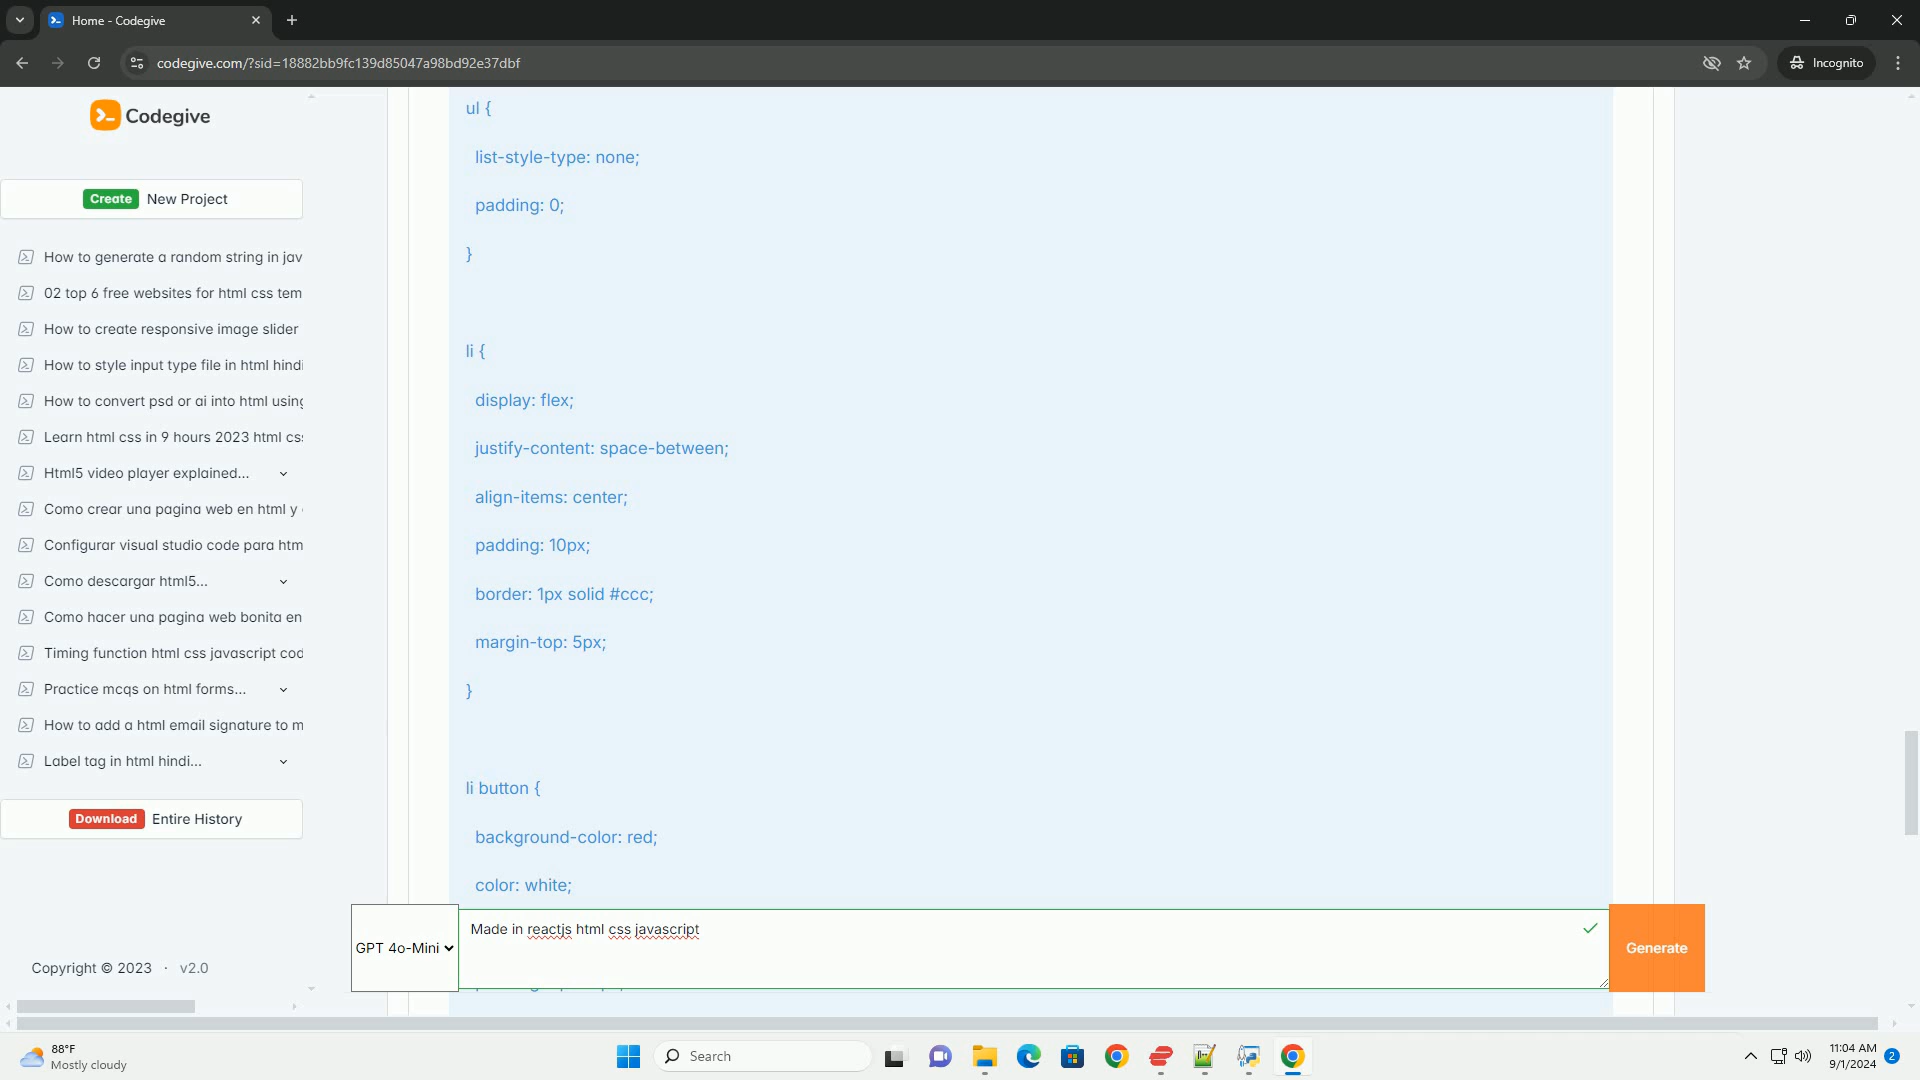 Home - Codegive
codegive.com/?sid=18882bb9fc139d85047a98bd92e37dbf
Incognito
Codegive
Create New Project
How to generate a random string in jav
02 top 6 free websites for html css tem
How to create responsive image slider
How to style input type file in html hindi
How to convert psd or ai into html using
Learn html css in 9 hours 2023 html cs
Html5 video player explained...
Como crear una pagina web en html y
Configurar visual studio code para htm
Como descargar html5...
Como hacer una pagina web bonita en
Timing function html css javascript cod
Practice mcqs on html forms...
How to add a html email signature to m
Label tag in html hindi...
Download Entire History
Copyright © 2023 · v2.0
ul {
list-style-type: none;
padding: 0;
}
li {
display: flex;
justify-content: space-between;
align-items: center;
padding: 10px;
border: 1px solid #ccc;
margin-top: 5px;
}
li button {
background-color: red;
color: white;
GPT 4o-Mini
Made in reactjs html css javascript
Generate
88°F
Mostly cloudy
Search
11:04 AM
9/1/2024
2